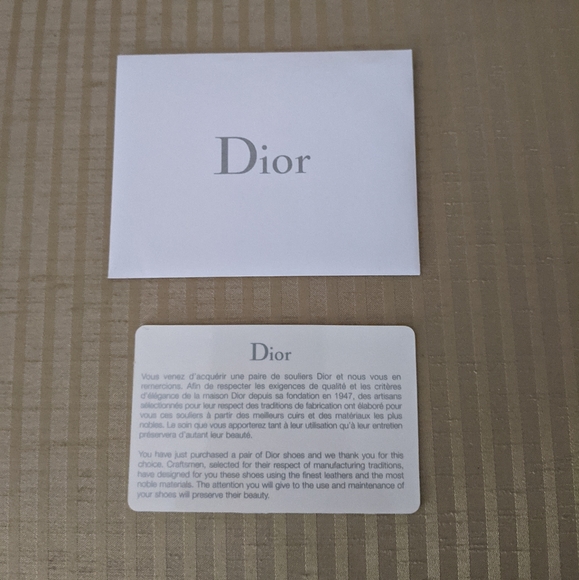 Dior
Dior
Vous venez d'acquérir une paire de souliers Dior et nous vous en
remercions. Afin de respecter les exigences de qualité et les critères
d'élégance de la maison Dior depuis sa fondation en 1947, des artisans
sélectionnés pour leur respect des traditions de fabrication ont élaboré pour
vous ces souliers à partir des meilleurs cuirs et des matériaux les plus
nobles. Le soin que vous apporterez tant à leur utilisation qu'à leur entretien
préservera d'autant leur beauté.
You have just purchased a pair of Dior shoes and we thank you for this
choice. Craftsmen, selected for their respect of manufacturing traditions,
have designed for you these shoes using the finest leathers and the most
noble materials. The attention you will give to the use and maintenance of
your shoes will preserve their beauty.